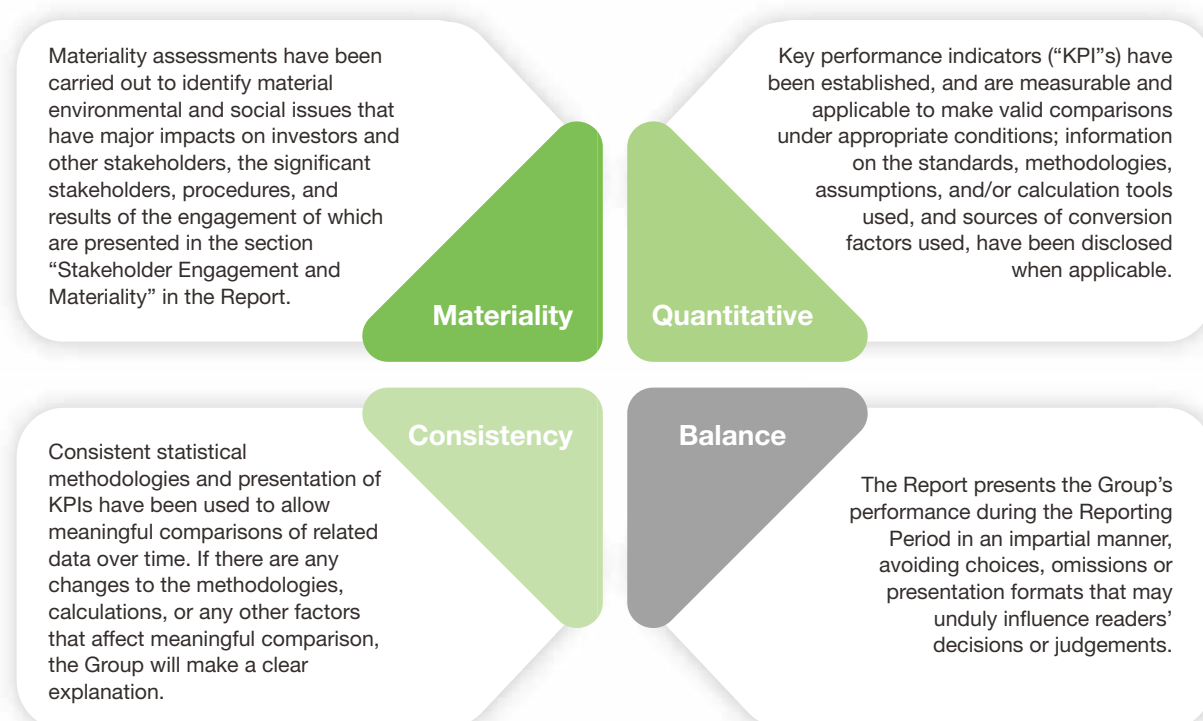 Materiality assessments have been
carried out to identify material
environmental and social issues that
have major impacts on investors and
other stakeholders, the significant
stakeholders, procedures, and
results of the engagement of which
are presented in the section
“Stakeholder Engagement and
Materiality” in the Report.
Materiality
Key performance indicators (“KPI”s) have
been established, and are measurable and
applicable to make valid comparisons
under appropriate conditions; information
on the standards, methodologies,
assumptions, and/or calculation tools
used, and sources of conversion
factors used, have been disclosed
when applicable.
Quantitative
Consistency
Consistent statistical
methodologies and presentation of
KPIs have been used to allow
meaningful comparisons of related
data over time. If there are any
changes to the methodologies,
calculations, or any other factors
that affect meaningful comparison,
the Group will make a clear
explanation.
Balance
The Report presents the Group’s
performance during the Reporting
Period in an impartial manner,
avoiding choices, omissions or
presentation formats that may
unduly influence readers’
decisions or judgements.